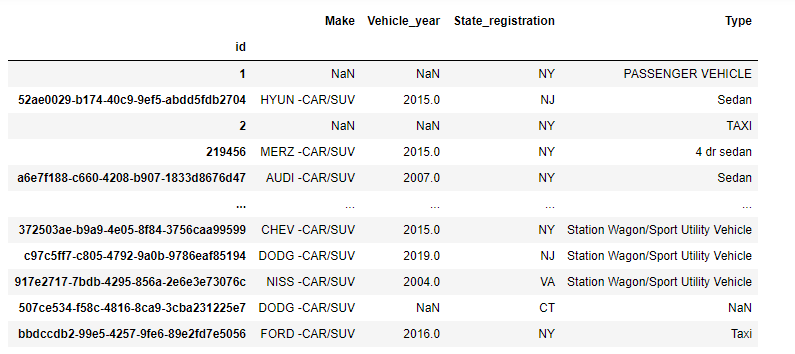 Make Vehicle_year State_registration Type
id
1 NaN NaN NY PASSENGER VEHICLE
52ae0029-b174-40c9-9ef5-abdd5fdb2704 HYUN -CAR/SUV 2015.0 NJ Sedan
2 NaN NaN NY TAXI
219456 MERZ -CAR/SUV 2015.0 NY 4 dr sedan
a6e7f188-c660-4208-b907-1833d8676d47 AUDI -CAR/SUV 2007.0 NY Sedan
... ... ... ... ...
372503ae-b9a9-4e05-8f84-3756caa99599 CHEV -CAR/SUV 2015.0 NY Station Wagon/Sport Utility Vehicle
c97c5ff7-c805-4792-9a0b-9786eaf85194 DODG -CAR/SUV 2019.0 NJ Station Wagon/Sport Utility Vehicle
917e2717-7bdb-4295-856a-2e6e3e73076c NISS -CAR/SUV 2004.0 VA Station Wagon/Sport Utility Vehicle
507ce534-f58c-4816-8ca9-3cba231225e7 DODG -CAR/SUV NaN CT NaN
bbdccdb2-99e5-4257-9fe6-89e2fd7e5056 FORD -CAR/SUV 2016.0 NY Taxi